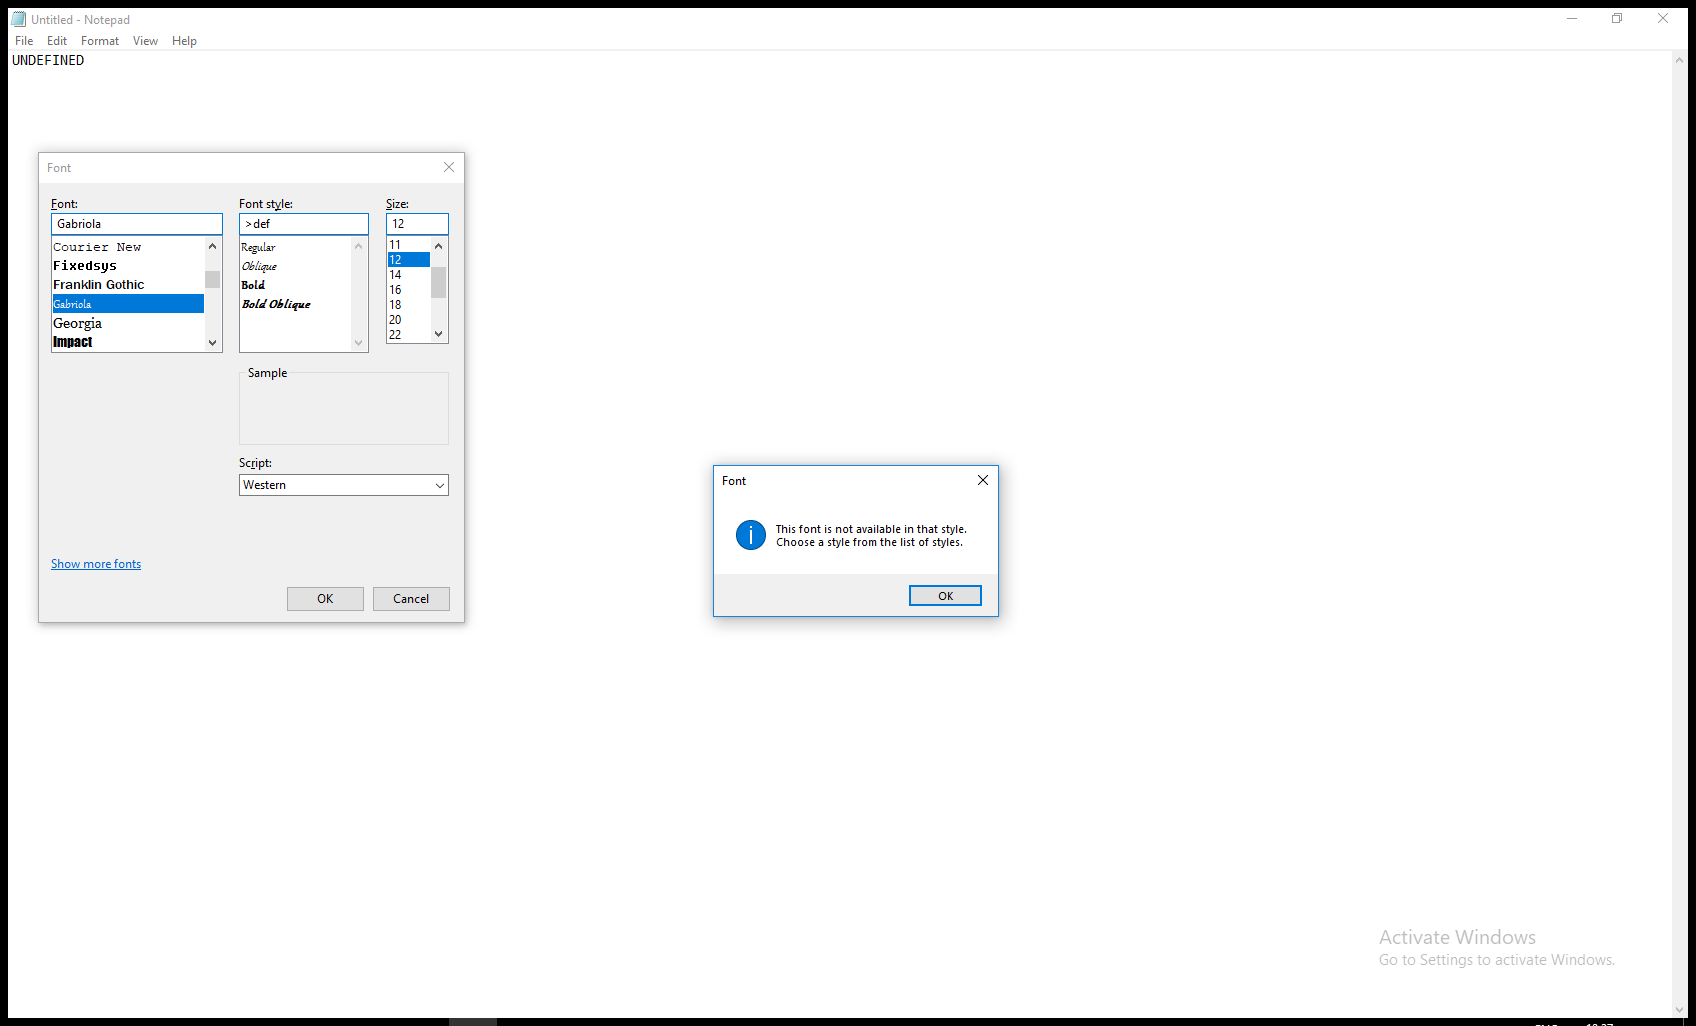 Untitled - Notepad
File Edit Format View Help
UNDEFINED
Font
Font: Font style: Size:
Gabriola >def 12
Courier New Regular 11
Fixedsys Oblique 12
Franklin Gothic Bold 14
Gabriola Bold Oblique 16
Georgia 18
Impact 20
22
Sample
Script:
Western
Show more fonts
OK Cancel
Font
This font is not available in that style.
Choose a style from the list of styles.
OK
Activate Windows
Go to Settings to activate Windows.